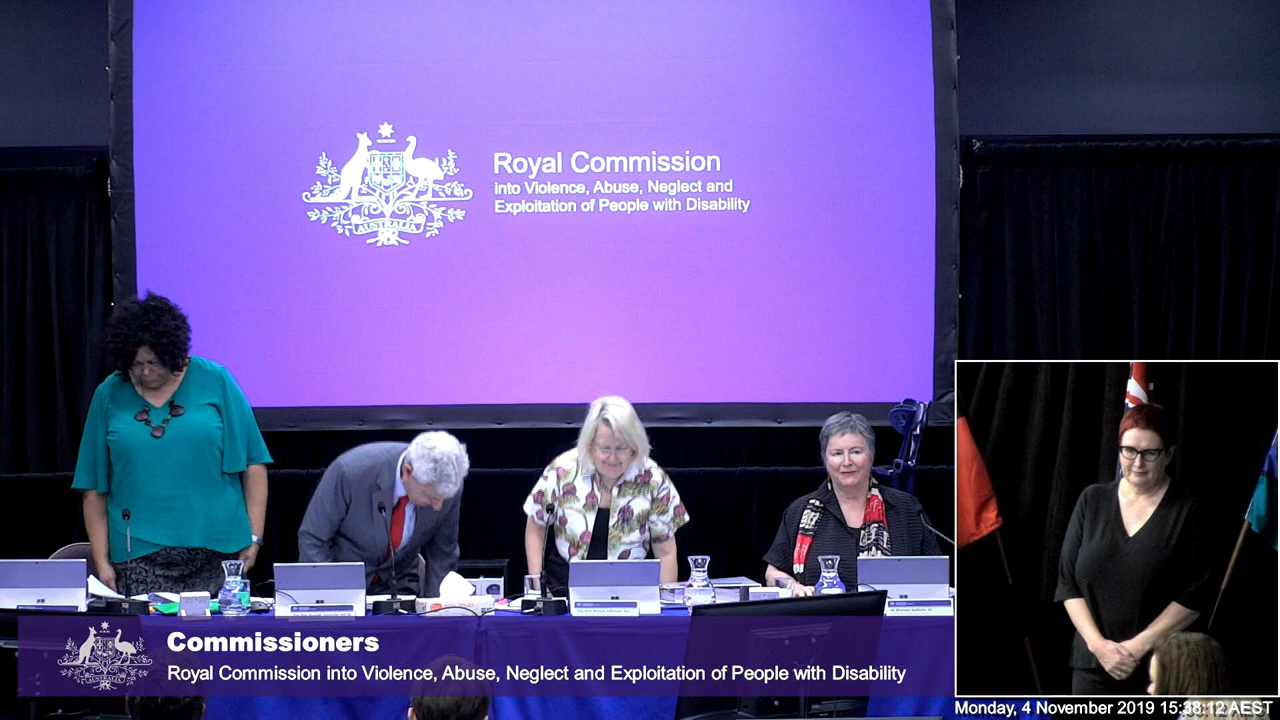 Royal Commission
into Violence, Abuse, Neglect and
Exploitation of People with Disability
AUSTRALIA
Commissioners
Royal Commission into Violence, Abuse, Neglect and Exploitation of People with Disability
Monday, 4 November 2019 15:38:12 AEST